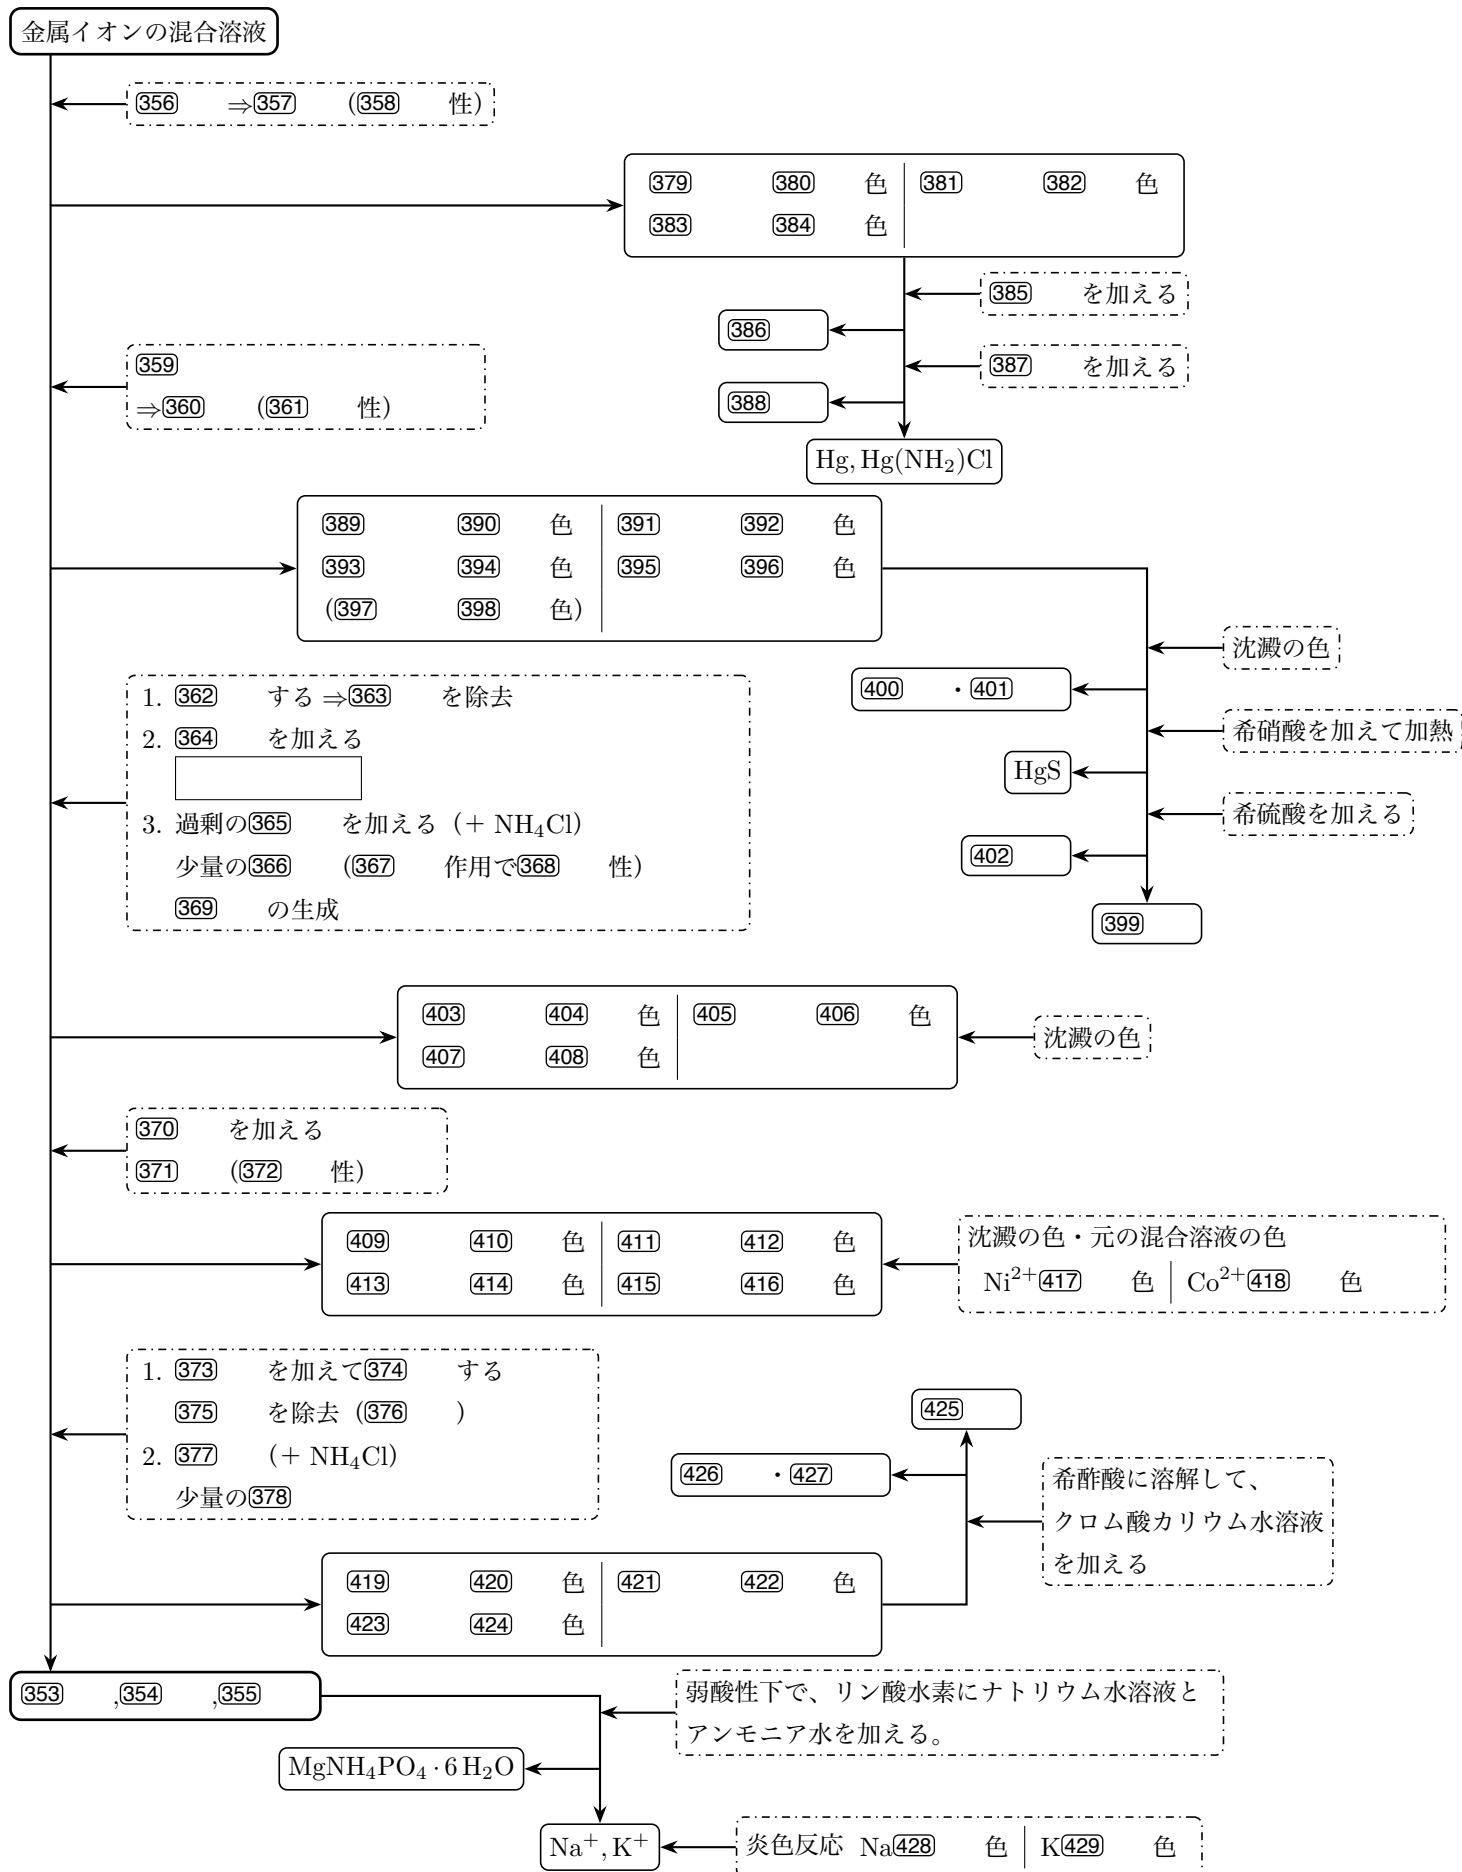 金属イオンの混合溶液
356 ⇒357 (358 性)
379 380 色 381 382 色
383 384 色
385 を加える
386
387 を加える
388
Hg, Hg(NH₂)Cl
359
⇒360 (361 性)
389 390 色 391 392 色
393 394 色 395 396 色
(397 398 色)
沈澱の色
400 ・401
希硝酸を加えて加熱
HgS
希硫酸を加える
402
399
1. 362 する ⇒363 を除去
2. 364 を加える
3. 過剰の365 を加える (+ NH₄Cl)
少量の366 (367 作用で368 性)
369 の生成
403 404 色 405 406 色
407 408 色
沈澱の色
370 を加える
371 (372 性)
409 410 色 411 412 色
413 414 色 415 416 色
沈澱の色・元の混合溶液の色
Ni²⁺417 色 Co²⁺418 色
1. 373 を加えて374 する
375 を除去 (376 )
2. 377 (+ NH₄Cl)
少量の378
425
426 ・427
希酢酸に溶解して、
クロム酸カリウム水溶液
を加える
419 420 色 421 422 色
423 424 色
353 ,354 ,355
弱酸性下で、リン酸水素にナトリウム水溶液と
アンモニア水を加える。
MgNH₄PO₄·6 H₂O
Na⁺, K⁺
炎色反応 Na428 色 K429 色